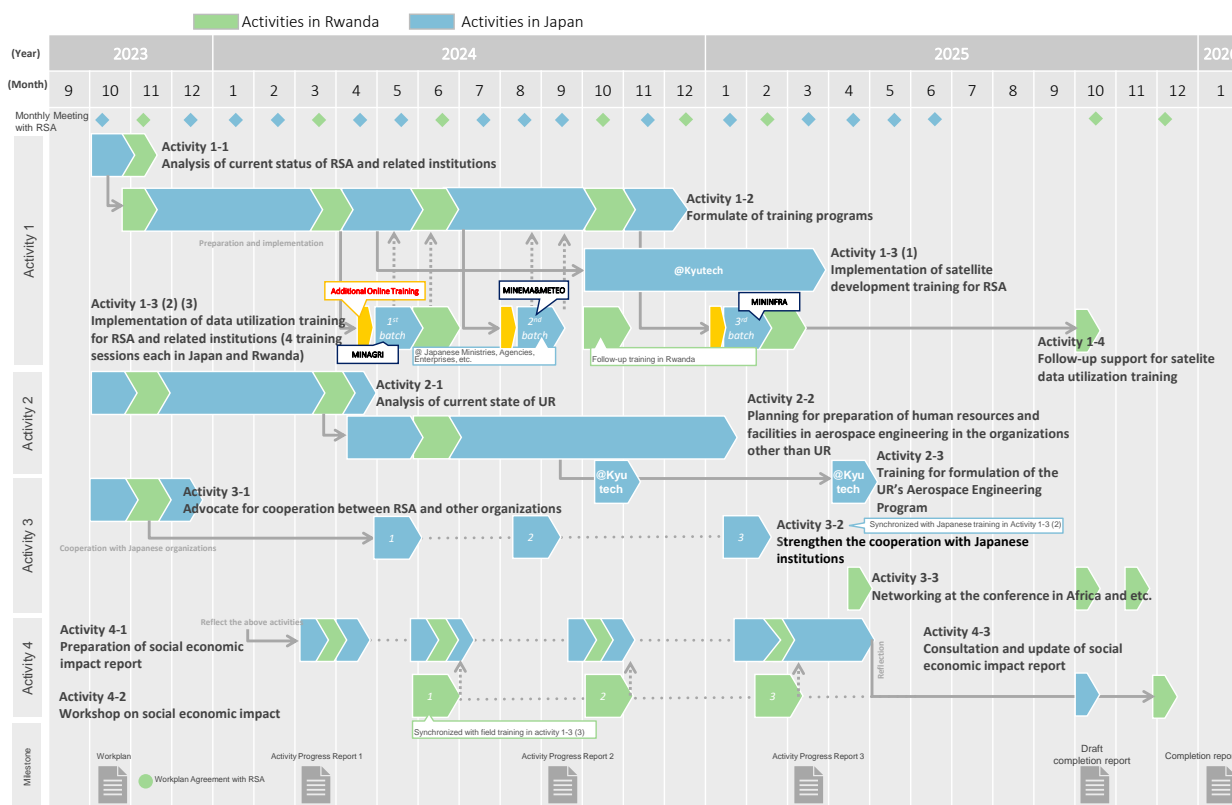 Activities in Rwanda
Activities in Japan
(Year)
2023
2024
2025
2026
(Month)
9 10 11 12 1 2 3 4 5 6 7 8 9 10 11 12 1 2 3 4 5 6 7 8 9 10 11 12 1
Monthly Meeting
with RSA
Activity 1
Activity 1-1
Analysis of current status of RSA and related institutions
Activity 1-2
Formulate of training programs
Preparation and implementation
@Kyutech
Activity 1-3 (1)
Implementation of satellite
development training for RSA
Activity 1-3 (2) (3)
Implementation of data utilization training
for RSA and related institutions (4 training
sessions each in Japan and Rwanda)
Additional Online Training
MINAGRI
1st
batch
@ Japanese Ministries, Agencies,
Enterprises, etc.
MINEMA&METEO
2nd
batch
Follow-up training in Rwanda
MININFRA
3rd
batch
Activity 1-4
Follow-up support for satelite
data utilization training
Activity 2
Activity 2-1
Analysis of current state of UR
Activity 2-2
Planning for preparation of human resources and
facilities in aerospace engineering in the organizations
other than UR
@Kyu
tech
@Kyu
tech
Activity 2-3
Training for formulation of the
UR's Aerospace Engineering
Program
Activity 3
Activity 3-1
Advocate for cooperation between RSA and other organizations
Cooperation with Japanese organizations
1
2
3
Activity 3-2
Synchronized with Japanese training in Activity 1-3 (2)
Strengthen the cooperation with Japanese
institutions
Activity 3-3
Networking at the conference in Africa and etc.
Activity 4
Reflect the above activities
Activity 4-1
Preparation of social economic
impact report
Reflection
Activity 4-3
Consultation and update of social
economic impact report
Activity 4-2
Workshop on social economic impact
1
2
3
Synchronized with field training in activity 1-3 (3)
Milestone
Workplan
Workplan Agreement with RSA
Activity Progress Report 1
Activity Progress Report 2
Activity Progress Report 3
Draft
completion report
Completion repor